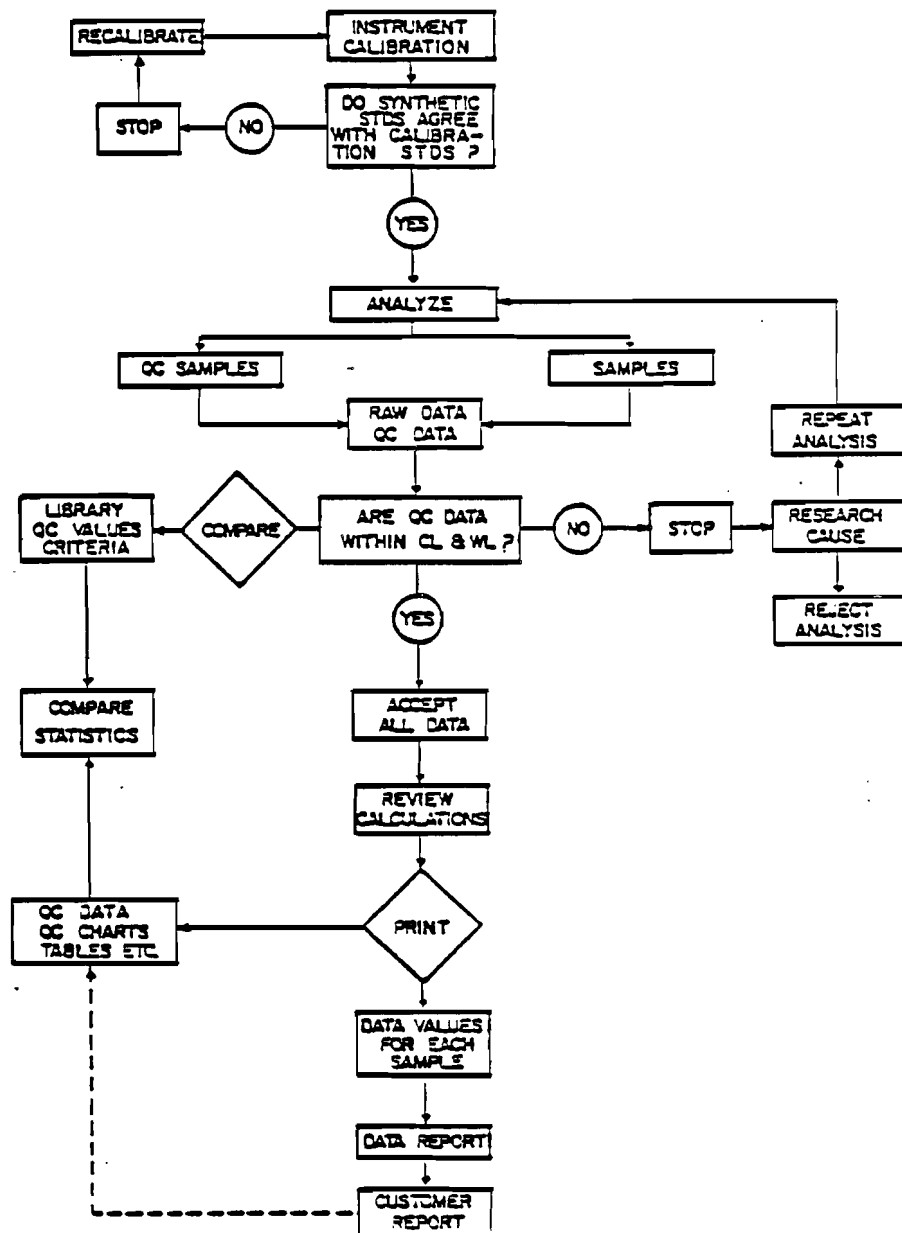 RECALIBRATE
INSTRUMENT
CALIBRATION
DO SYNTHETIC
STDS AGREE
WITH CALIBRA-
TION STDS ?
NO
STOP
YES
ANALYZE
QC SAMPLES
SAMPLES
RAW DATA
QC DATA
REPEAT
ANALYSIS
LIBRARY
QC VALUES
CRITERIA
COMPARE
ARE QC DATA
WITHIN CL & WL ?
NO
STOP
RESEARCH
CAUSE
REJECT
ANALYSIS
YES
COMPARE
STATISTICS
ACCEPT
ALL DATA
REVIEW
CALCULATIONS
QC DATA
QC CHARTS
TABLES ETC.
PRINT
DATA VALUES
FOR EACH
SAMPLE
DATA REPORT
CUSTOMER
REPORT